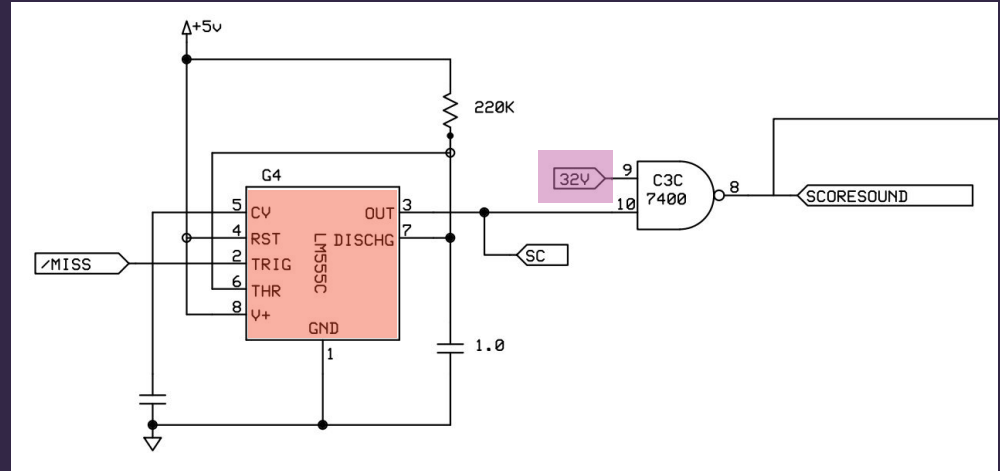 +5v
220K
G4
5 CV
4 RST
2 TRIG
6 THR
8 V+
OUT 3
DISCHG 7
LM555C
GND
1
/MISS
1.0
32V
9
10
C3C
7400
8
SCORESOUND
SC